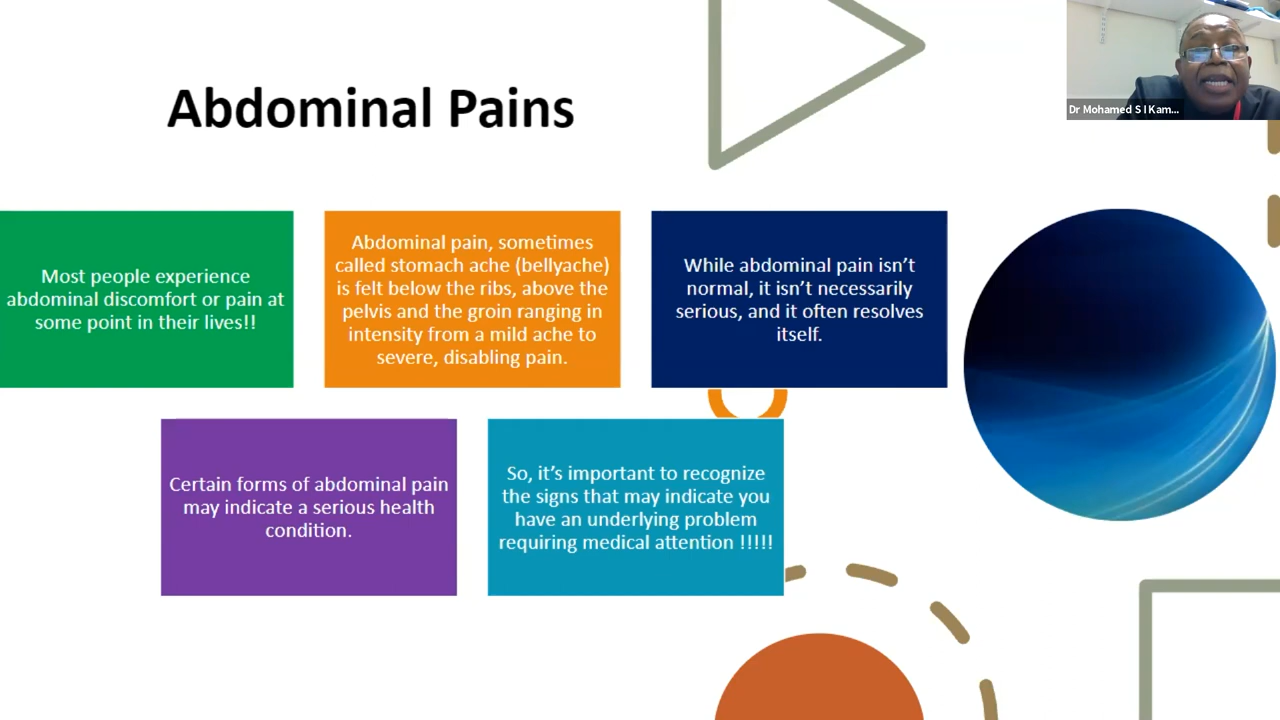 Abdominal Pains
Dr Mohamed S I Kam...
Most people experience
abdominal discomfort or pain at
some point in their lives!!
Abdominal pain, sometimes
called stomach ache (bellyache)
is felt below the ribs, above the
pelvis and the groin ranging in
intensity from a mild ache to
severe, disabling pain.
While abdominal pain isn’t
normal, it isn’t necessarily
serious, and it often resolves
itself.
Certain forms of abdominal pain
may indicate a serious health
condition.
So, it’s important to recognize
the signs that may indicate you
have an underlying problem
requiring medical attention !!!!!